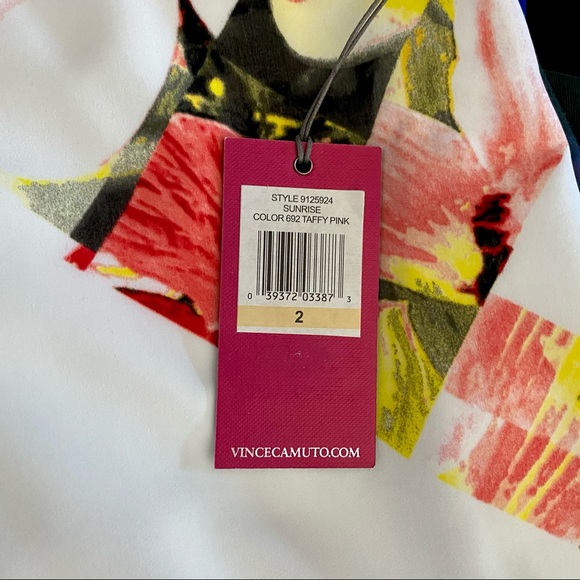 STYLE 9125924
SUNRISE
COLOR 692 TAFFY PINK
0 39372 03387 3
2
VINCECAMUTO.COM